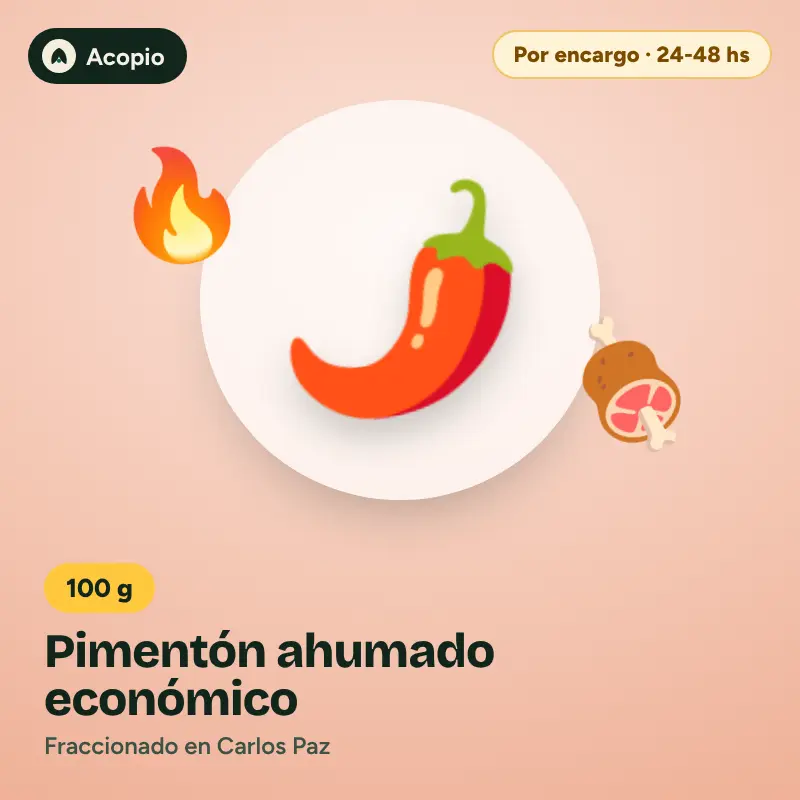 Acopio
Por encargo · 24-48 hs
100 g
Pimentón ahumado
económico
Fraccionado en Carlos Paz